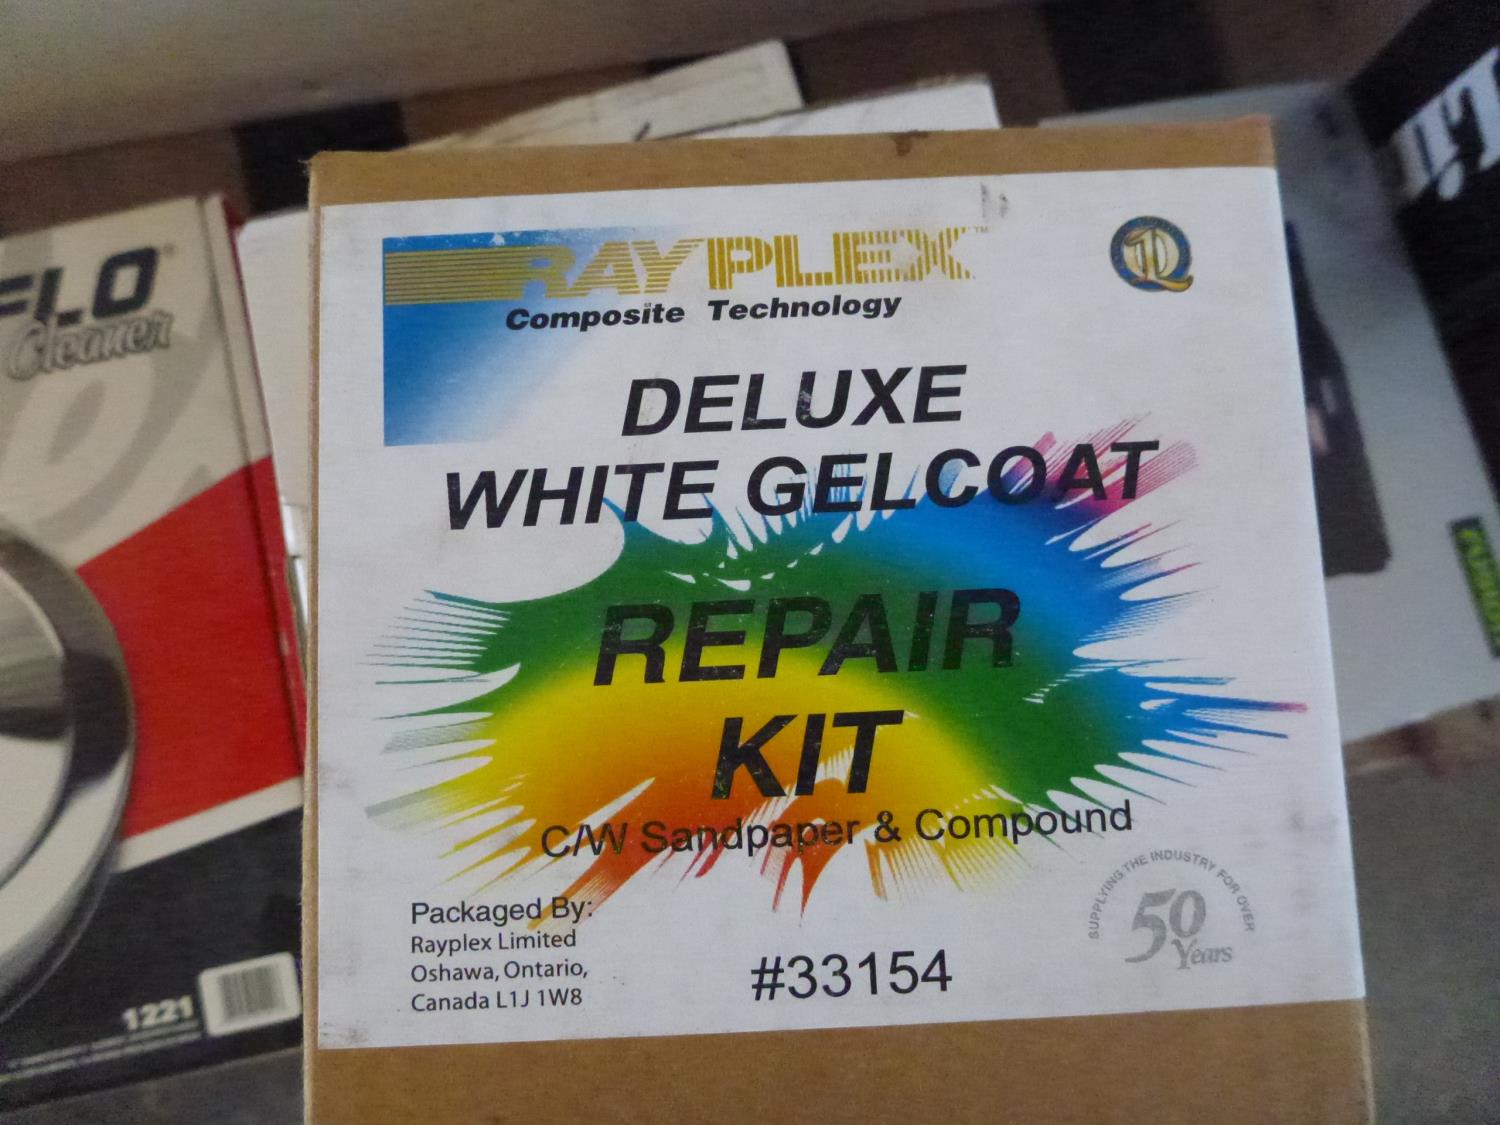 RAYPLEX™
Composite Technology
DELUXE
WHITE GELCOAT
REPAIR
KIT
C/W Sandpaper & Compound
Packaged By:
Rayplex Limited
Oshawa, Ontario,
Canada L1J 1W8
#33154
SUPPLYING THE INDUSTRY FOR OVER
50
Years
FLO
Cleaner
1221